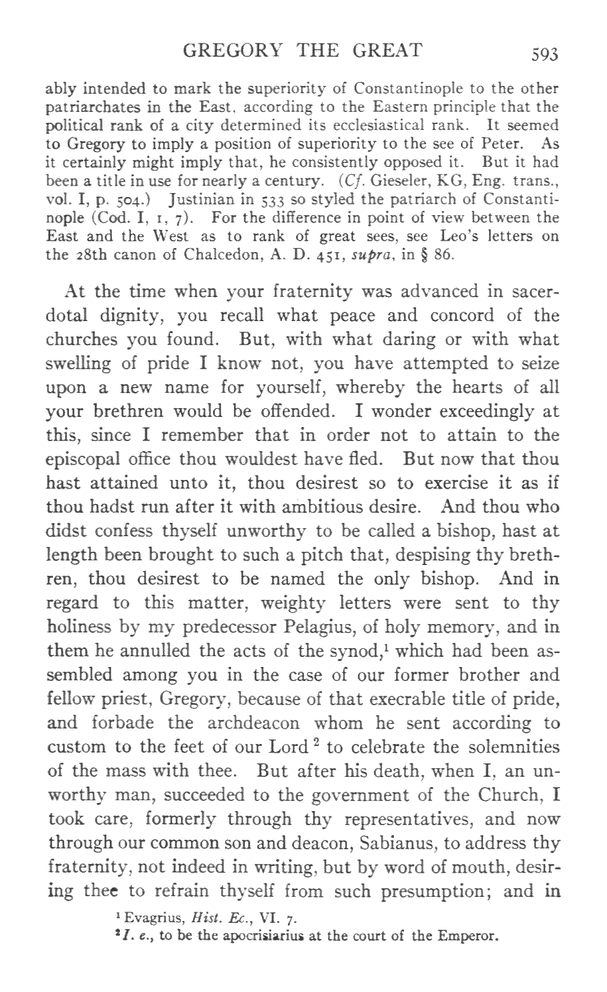 GREGORY THE GREAT 593
ably intended to mark the superiority of Constantinople to the other
patriarchates in the East, according to the Eastern principle that the
political rank of a city determined its ecclesiastical rank. It seemed
to Gregory to imply a position of superiority to the see of Peter. As
it certainly might imply that, he consistently opposed it. But it had
been a title in use for nearly a century. (Cf. Gieseler, KG, Eng. trans.,
vol. I, p. 504.) Justinian in 533 so styled the patriarch of Constanti-
nople (Cod. I, 1, 7). For the difference in point of view between the
East and the West as to rank of great sees, see Leo's letters on
the 28th canon of Chalcedon, A. D. 451, supra, in § 86.
At the time when your fraternity was advanced in sacer-
dotal dignity, you recall what peace and concord of the
churches you found. But, with what daring or with what
swelling of pride I know not, you have attempted to seize
upon a new name for yourself, whereby the hearts of all
your brethren would be offended. I wonder exceedingly at
this, since I remember that in order not to attain to the
episcopal office thou wouldest have fled. But now that thou
hast attained unto it, thou desirest so to exercise it as if
thou hadst run after it with ambitious desire. And thou who
didst confess thyself unworthy to be called a bishop, hast at
length been brought to such a pitch that, despising thy breth-
ren, thou desirest to be named the only bishop. And in
regard to this matter, weighty letters were sent to thy
holiness by my predecessor Pelagius, of holy memory, and in
them he annulled the acts of the synod,¹ which had been as-
sembled among you in the case of our former brother and
fellow priest, Gregory, because of that execrable title of pride,
and forbade the archdeacon whom he sent according to
custom to the feet of our Lord ² to celebrate the solemnities
of the mass with thee. But after his death, when I, an un-
worthy man, succeeded to the government of the Church, I
took care, formerly through thy representatives, and now
through our common son and deacon, Sabianus, to address thy
fraternity, not indeed in writing, but by word of mouth, desir-
ing thee to refrain thyself from such presumption; and in
¹ Evagrius, Hist. Ec., VI. 7.
² I. e., to be the apocrisiarius at the court of the Emperor.